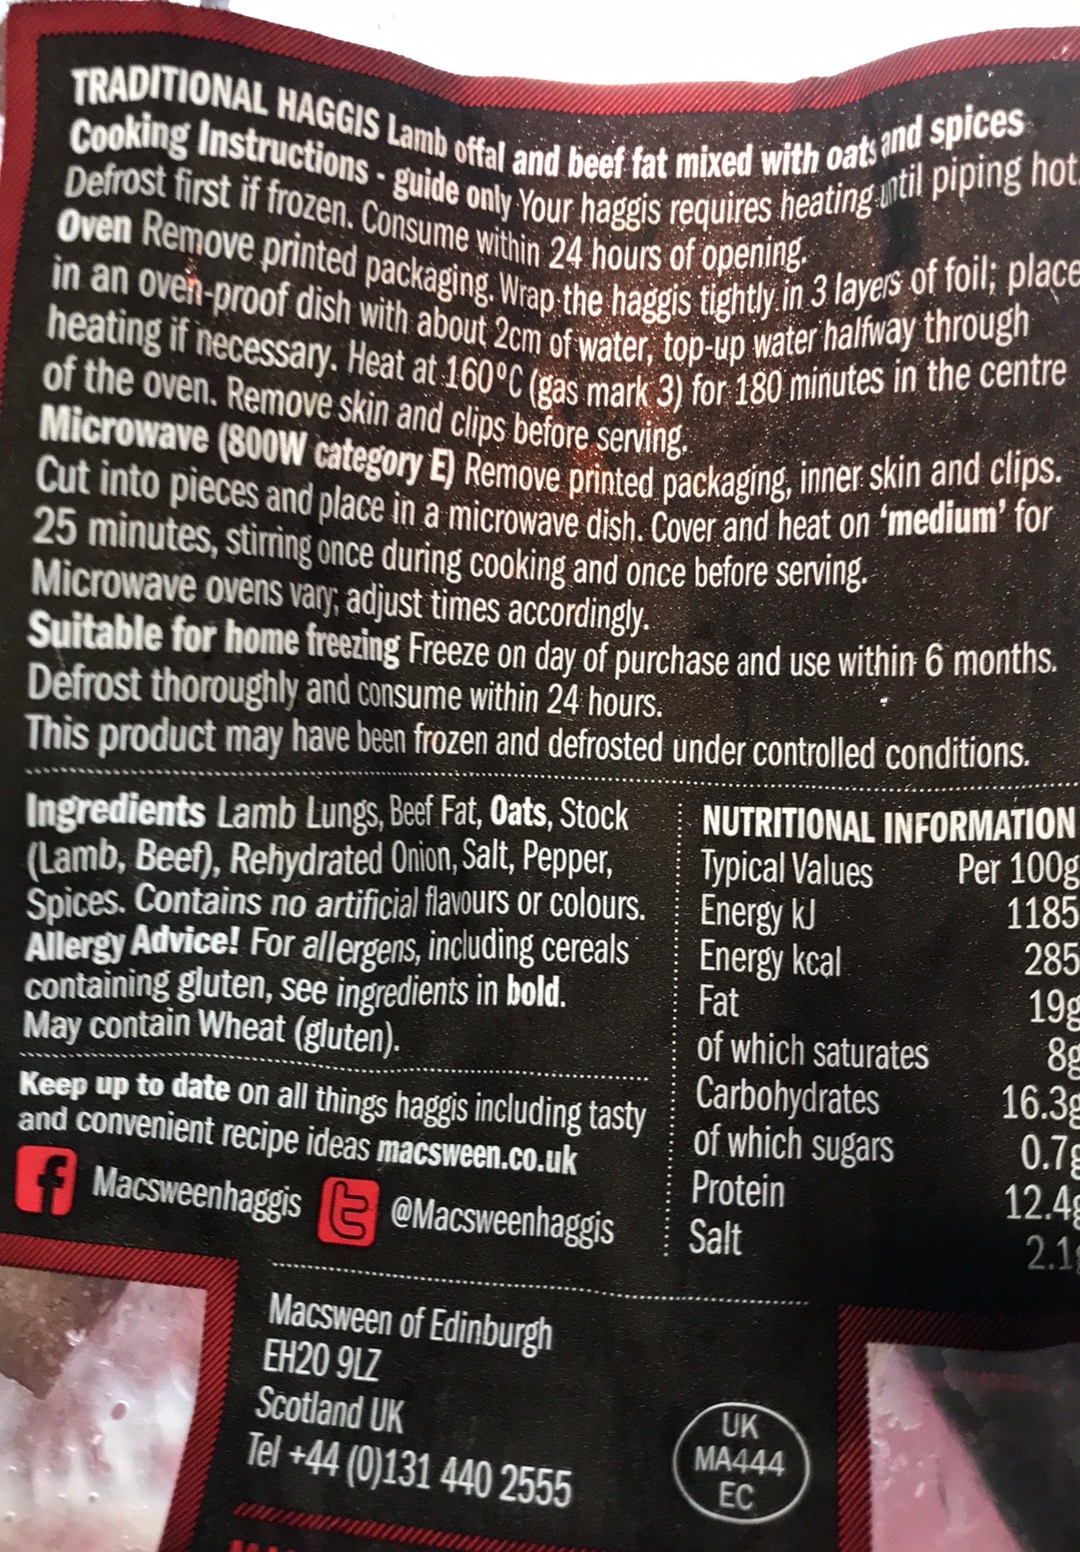 TRADITIONAL HAGGIS Lamb offal and beef fat mixed with oats and spices
Cooking Instructions - guide only Your haggis requires heating until piping hot.
Defrost first if frozen. Consume within 24 hours of opening.
Oven Remove printed packaging. Wrap the haggis tightly in 3 layers of foil; place
in an oven-proof dish with about 2cm of water, top-up water halfway through
heating if necessary. Heat at 160°C (gas mark 3) for 180 minutes in the centre
of the oven. Remove skin and clips before serving.
Microwave (800W category E) Remove printed packaging, inner skin and clips.
Cut into pieces and place in a microwave dish. Cover and heat on ‘medium’ for
25 minutes, stirring once during cooking and once before serving.
Microwave ovens vary; adjust times accordingly.
Suitable for home freezing Freeze on day of purchase and use within 6 months.
Defrost thoroughly and consume within 24 hours.
This product may have been frozen and defrosted under controlled conditions.
Ingredients Lamb Lungs, Beef Fat, Oats, Stock
(Lamb, Beef), Rehydrated Onion, Salt, Pepper,
Spices. Contains no artificial flavours or colours.
Allergy Advice! For allergens, including cereals
containing gluten, see ingredients in bold.
May contain Wheat (gluten).
Keep up to date on all things haggis including tasty
and convenient recipe ideas macsween.co.uk
f Macsweenhaggis t @Macsweenhaggis
NUTRITIONAL INFORMATION
Typical Values Per 100g
Energy kJ 1185
Energy kcal 285
Fat 19g
of which saturates 8g
Carbohydrates 16.3g
of which sugars 0.7g
Protein 12.4g
Salt 2.1g
Macsween of Edinburgh
EH20 9LZ
Scotland UK
Tel +44 (0)131 440 2555
UK
MA444
EC